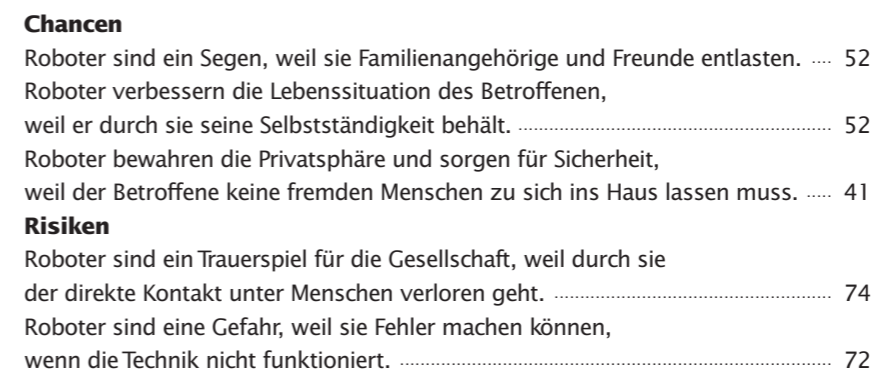 Chancen
Roboter sind ein Segen, weil sie Familienangehörige und Freunde entlasten. .... 52
Roboter verbessern die Lebenssituation des Betroffenen,
weil er durch sie seine Selbstständigkeit behält. .................................................................. 52
Roboter bewahren die Privatsphäre und sorgen für Sicherheit,
weil der Betroffene keine fremden Menschen zu sich ins Haus lassen muss. ..... 41
Risiken
Roboter sind ein Trauerspiel für die Gesellschaft, weil durch sie
der direkte Kontakt unter Menschen verloren geht. .......................................................... 74
Roboter sind eine Gefahr, weil sie Fehler machen können,
wenn die Technik nicht funktioniert. ........................................................................................ 72